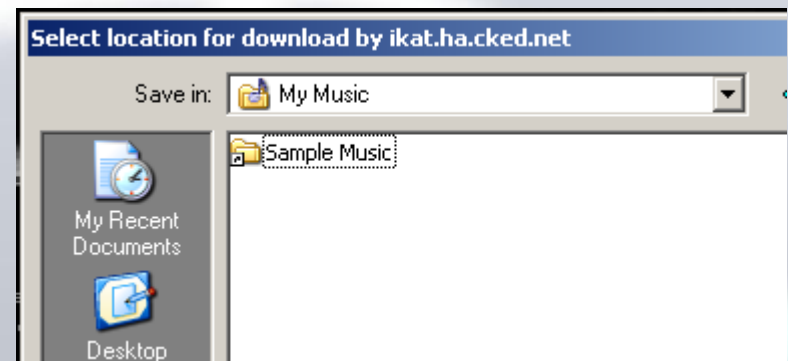 Select location for download by ikat.ha.cked.net
Save in: My Music
Sample Music
My Recent
Documents
Desktop